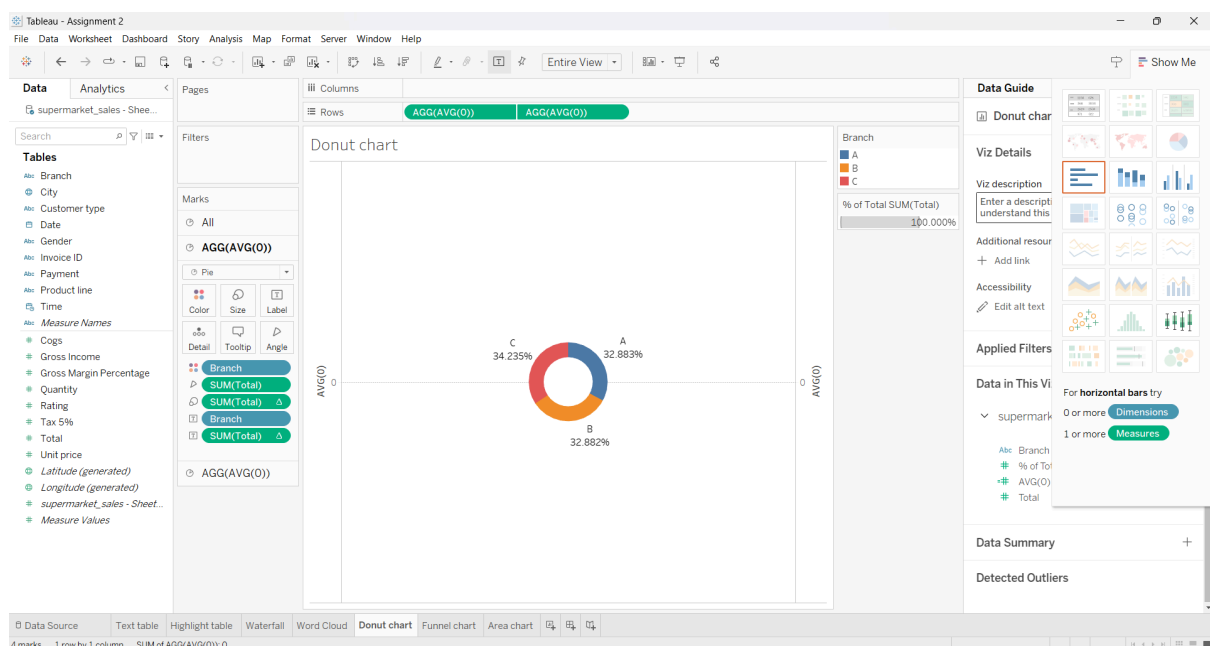 Tableau - Assignment 2
File Data Worksheet Dashboard Story Analysis Map Format Server Window Help
Entire View
Show Me
Data Analytics
supermarket_sales - Shee...
Search
Tables
Abc Branch
City
Abc Customer type
Date
Abc Gender
Abc Invoice ID
Abc Payment
Abc Product line
Time
Abc Measure Names
# Cogs
# Gross Income
# Gross Margin Percentage
# Quantity
# Rating
# Tax 5%
# Total
# Unit price
Latitude (generated)
Longitude (generated)
# supermarket_sales - Sheet...
# Measure Values
Pages
Filters
Marks
All
AGG(AVG(0))
Pie
Color Size Label
Detail Tooltip Angle
Branch
SUM(Total)
SUM(Total) Δ
Branch
SUM(Total) Δ
AGG(AVG(0))
Columns
Rows
AGG(AVG(0)) AGG(AVG(0))
Donut chart
AVG(0)
0
C
34.235%
A
32.883%
B
32.882%
0
AVG(0)
Branch
A
B
C
% of Total SUM(Total)
100.000%
Data Guide
Donut char
Viz Details
Viz description
Enter a descripti
understand this
Additional resour
+ Add link
Accessibility
Edit alt text
Applied Filters
Data in This Vi
supermark
Abc Branch
# % of To
=# AVG(0)
# Total
For horizontal bars try
0 or more Dimensions
1 or more Measures
Data Summary +
Detected Outliers
Data Source Text table Highlight table Waterfall Word Cloud Donut chart Funnel chart Area chart
4 marks 1 row by 1 column SUM of AGG(AVG(0)): 0